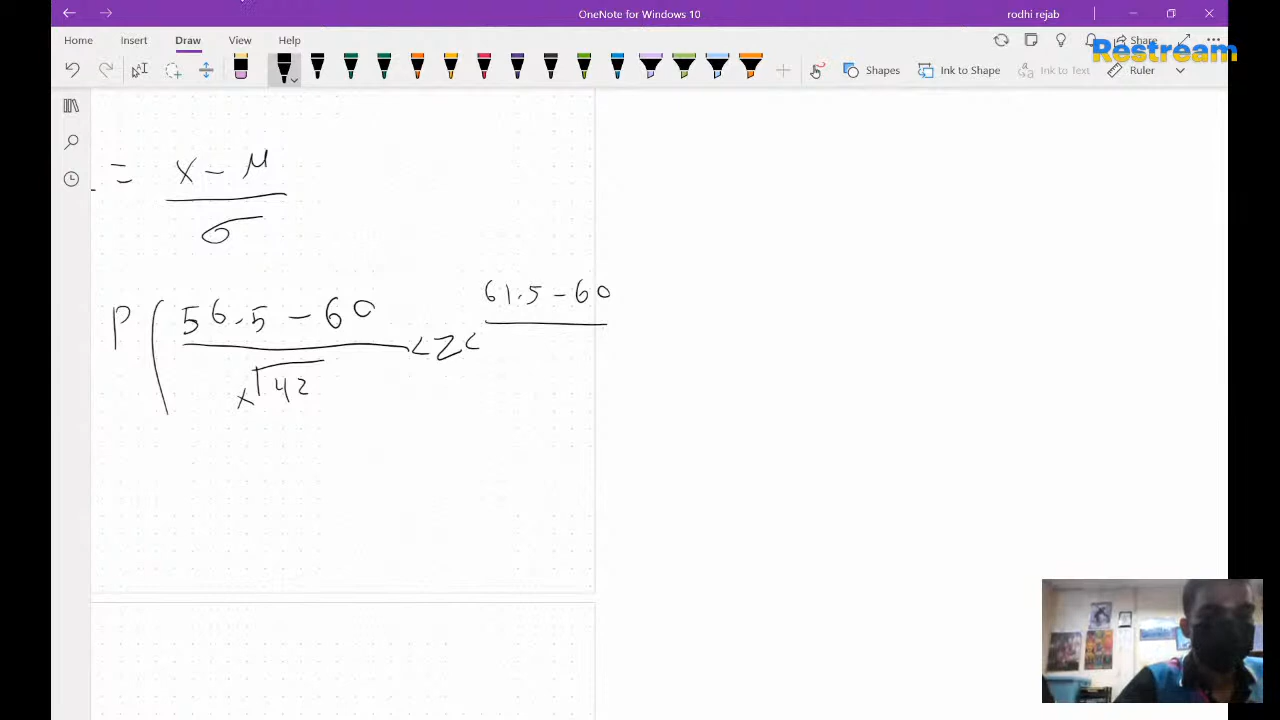 OneNote for Windows 10
rodhi rejab
Home Insert Draw View Help
Share
Restream
Shapes Ink to Shape Ink to Text Ruler
= x - μ
σ
P ( 56.5 - 60 < Z < 61.5 - 60
√42